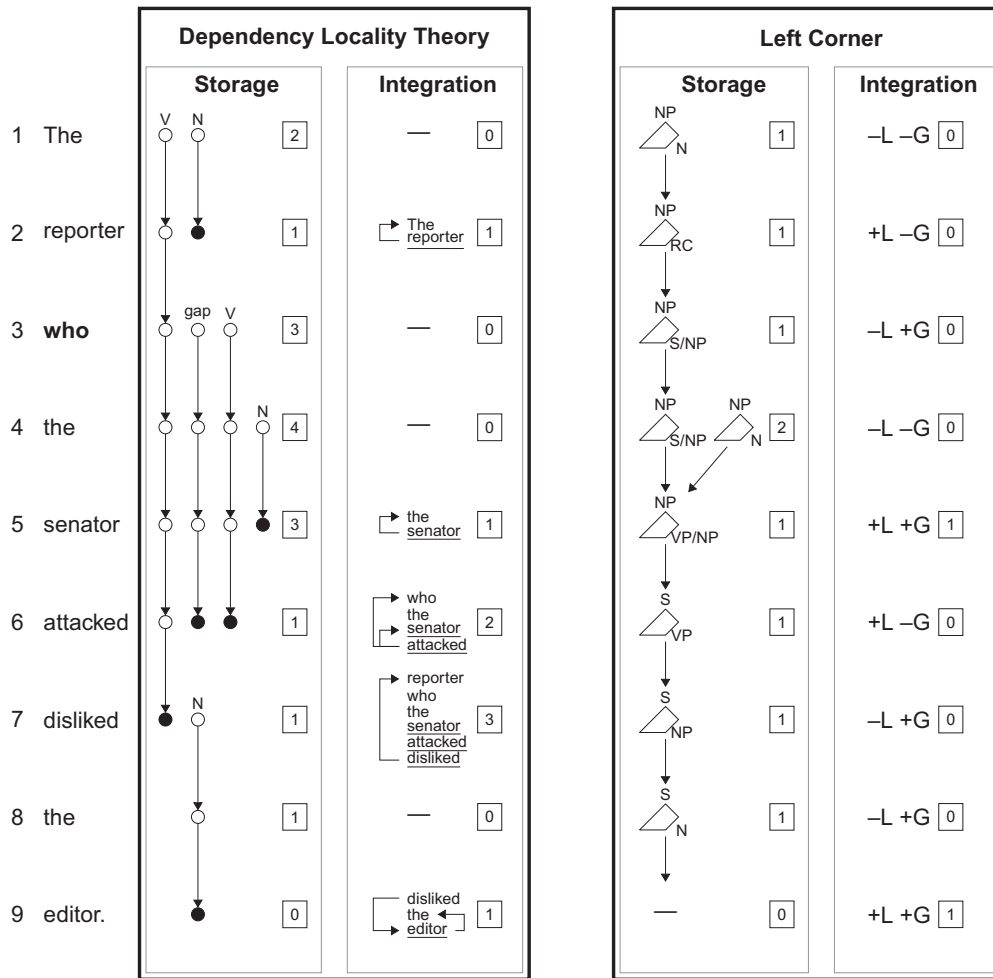 Dependency Locality Theory Left Corner
Storage Integration Storage Integration
V N NP
1 The 2 — 0 N 1 –L –G 0
The NP
2 reporter 1 reporter 1 RC 1 +L –G 0
gap V NP
3 who 3 — 0 S/NP 1 –L +G 0
N NP NP
4 the 4 — 0 S/NP N 2 –L –G 0
the NP
5 senator 3 senator 1 VP/NP 1 +L +G 1
who
the S
6 attacked 1 senator 2 VP 1 +L –G 0
attacked
reporter
who
N the S
7 disliked 1 senator 3 NP 1 –L +G 0
attacked
disliked
S
8 the 1 — 0 N 1 –L +G 0
disliked
9 editor. 0 the 1 — 0 +L +G 1
editor